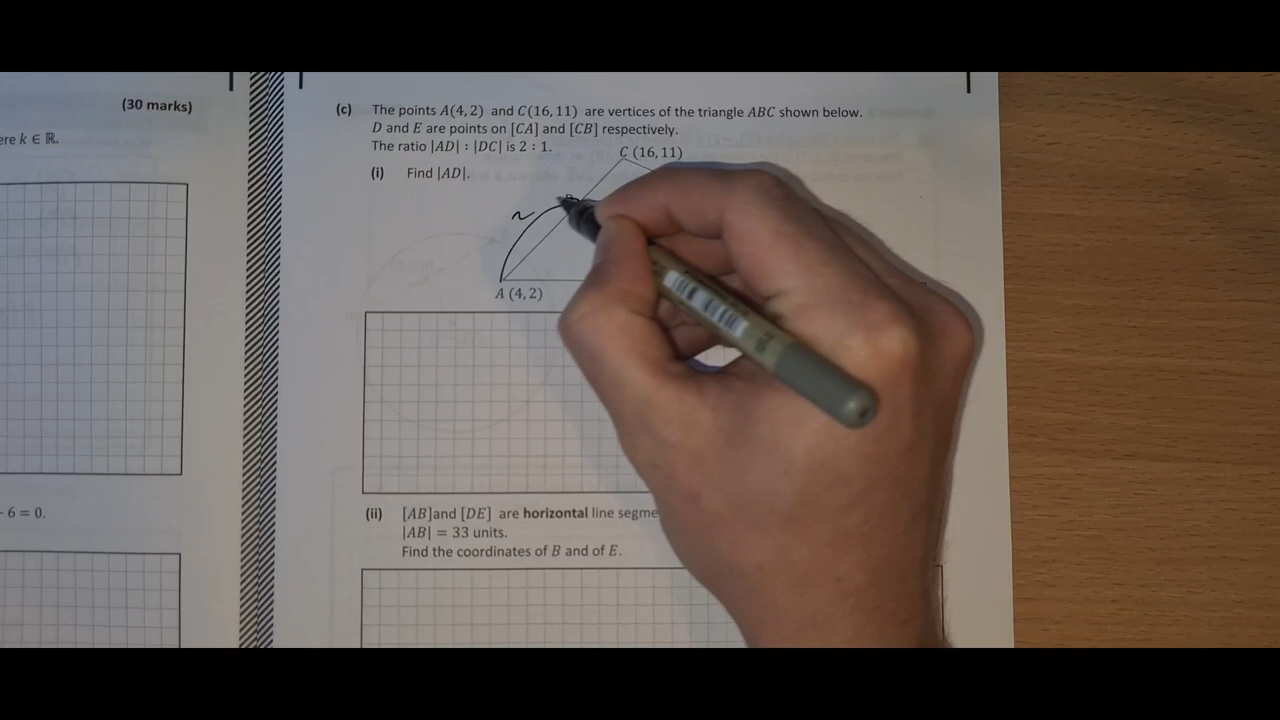 (30 marks)
ere k ∈ ℝ.
- 6 = 0.
(c) The points A(4, 2) and C(16, 11) are vertices of the triangle ABC shown below.
D and E are points on [CA] and [CB] respectively.
The ratio |AD| : |DC| is 2 : 1.
C (16, 11)
(i) Find |AD|.
2
A (4, 2)
(ii) [AB]and [DE] are horizontal line segme
|AB| = 33 units.
Find the coordinates of B and of E.